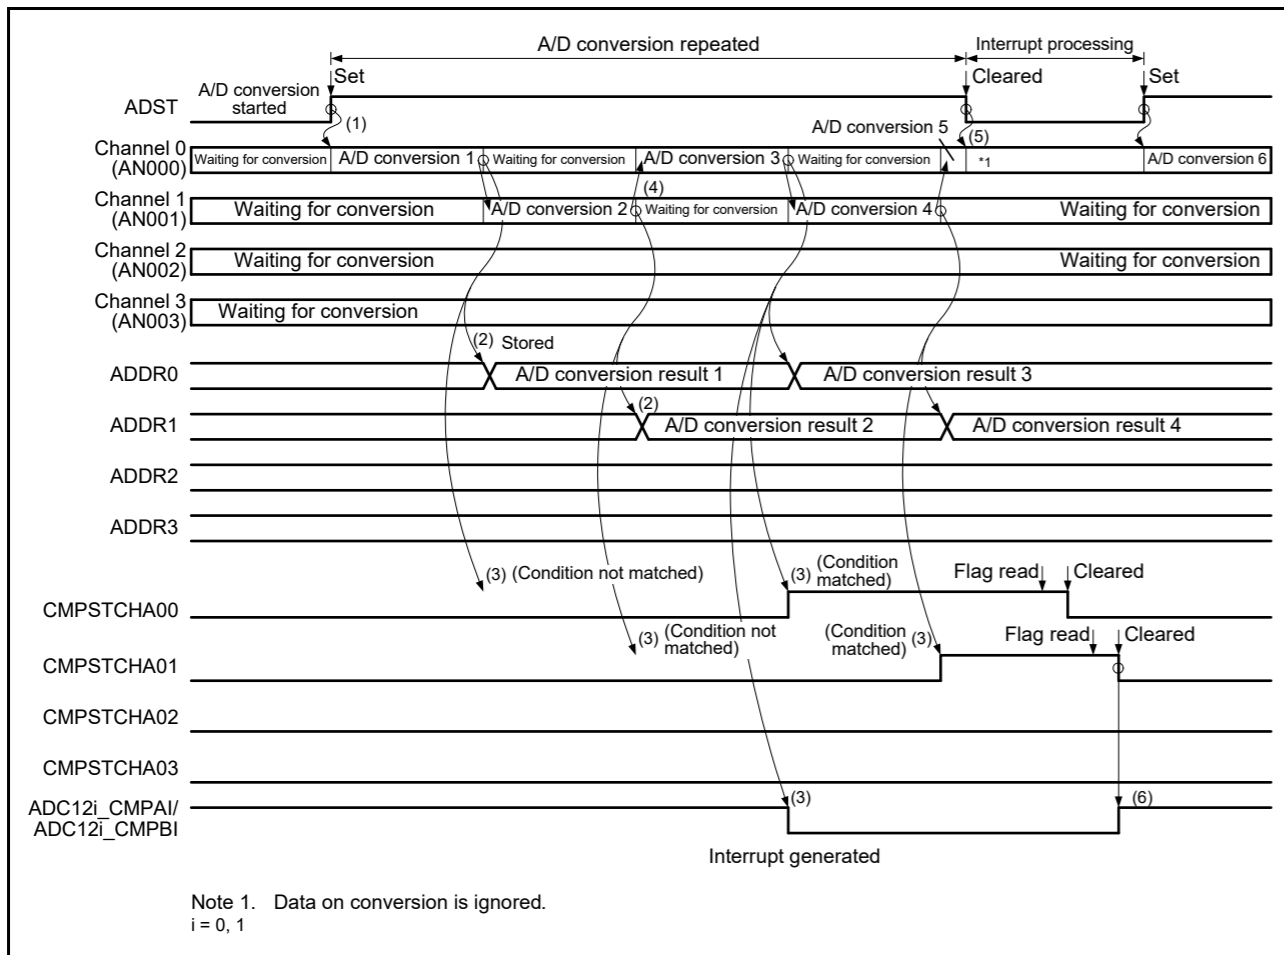 A/D conversion repeated
Interrupt processing
Set
Cleared
Set
A/D conversion
started
ADST
(1)
A/D conversion 5
(5)
Channel 0
(AN000)
Waiting for conversion
A/D conversion 1
Waiting for conversion
A/D conversion 3
Waiting for conversion
*1
A/D conversion 6
(4)
Channel 1
(AN001)
Waiting for conversion
A/D conversion 2
Waiting for conversion
A/D conversion 4
Waiting for conversion
Channel 2
(AN002)
Waiting for conversion
Waiting for conversion
Channel 3
(AN003)
Waiting for conversion
(2) Stored
ADDR0
A/D conversion result 1
A/D conversion result 3
(2)
ADDR1
A/D conversion result 2
A/D conversion result 4
ADDR2
ADDR3
(3) (Condition not matched)
(3) (Condition
matched)
Flag read
Cleared
CMPSTCHA00
(3) (Condition not
matched)
(Condition
matched) (3)
Flag read
Cleared
CMPSTCHA01
CMPSTCHA02
CMPSTCHA03
ADC12i_CMPAI/
ADC12i_CMPBI
(3)
(6)
Interrupt generated
Note 1. Data on conversion is ignored.
i = 0, 1